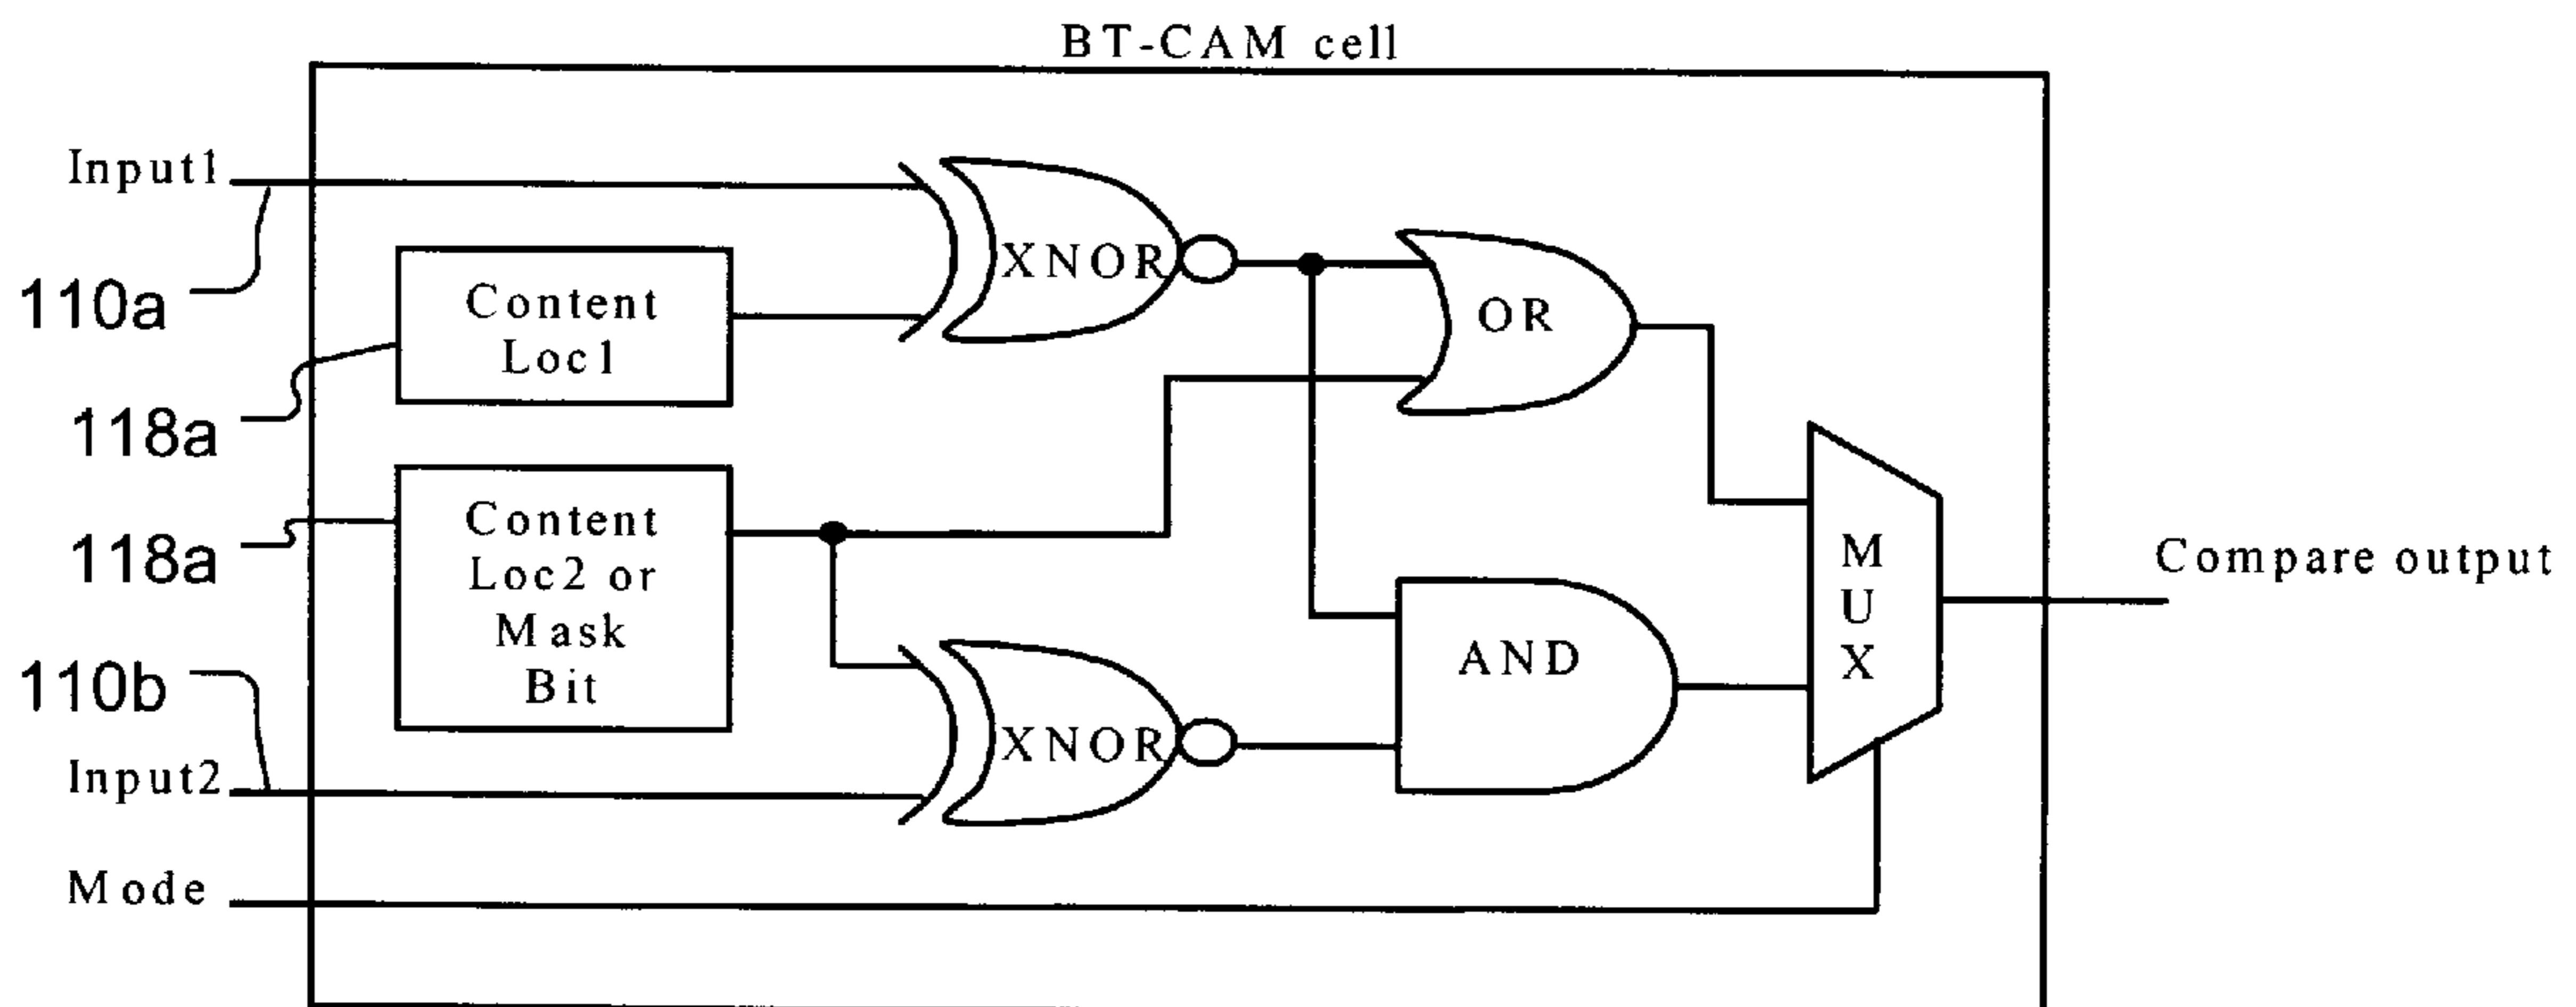 BT-CAM cell
Input1
110a
Content
Loc1
118a
XNOR
OR
Content
Loc2 or
Mask
Bit
118a
110b
Input2
XNOR
AND
M
U
X
Compare output
Mode